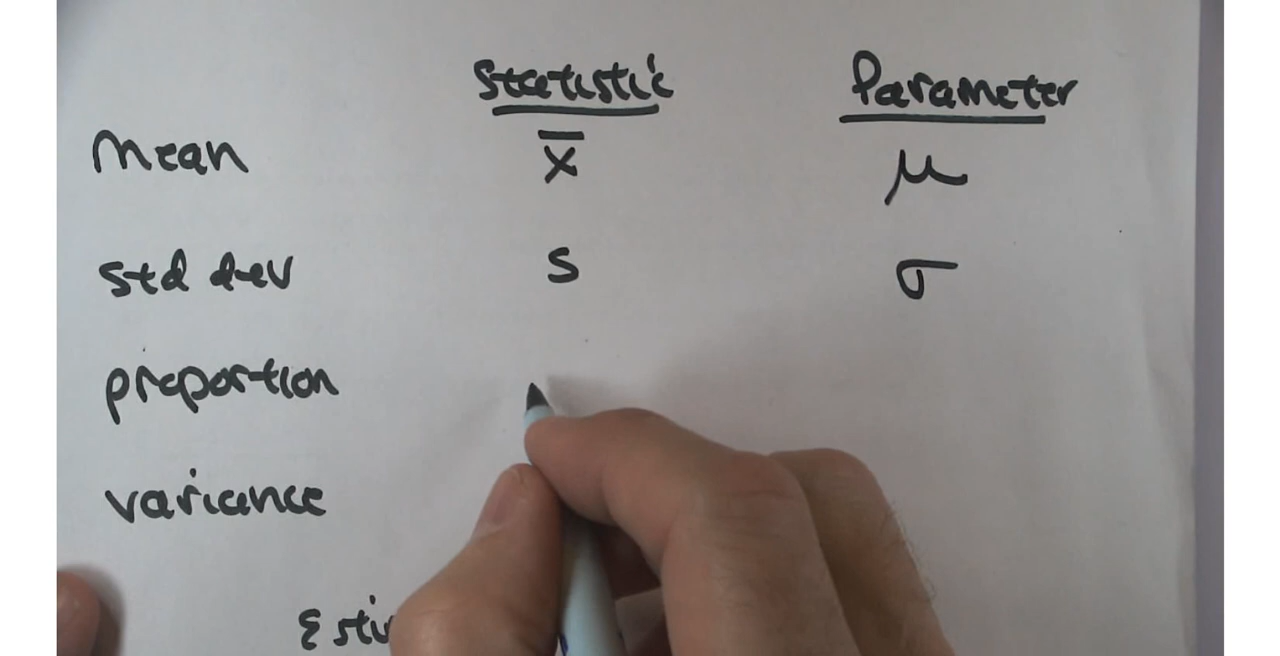 Statistic Parameter
Mean x̄ μ
std dev s σ
proportion
variance